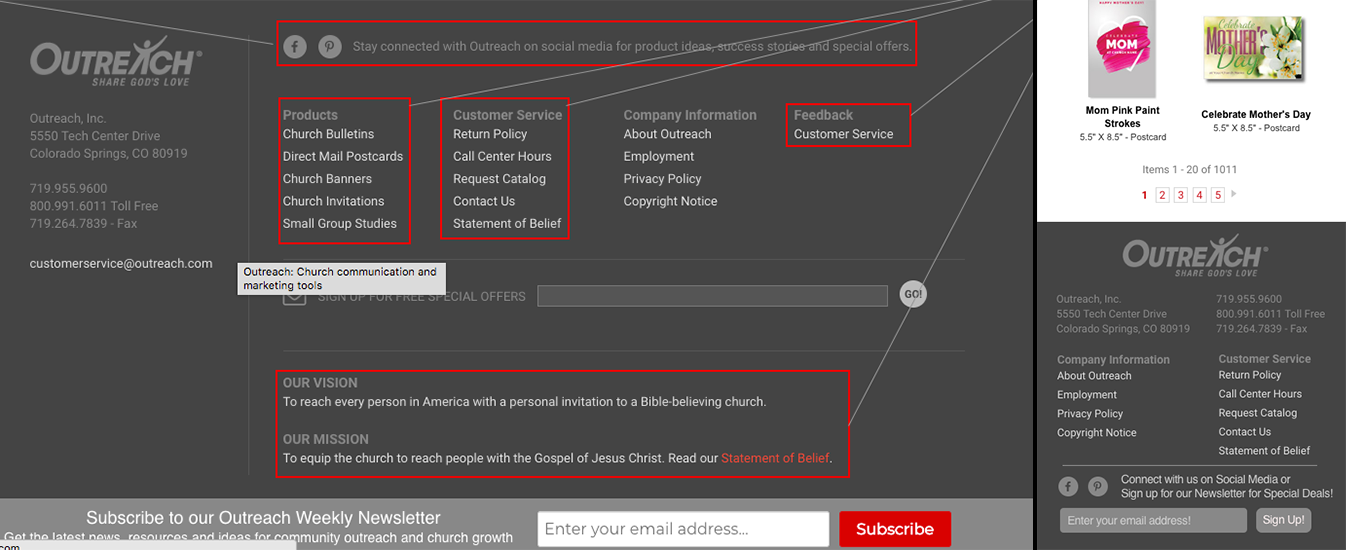 OUTREACH®
SHARE GOD'S LOVE
Outreach, Inc.
5550 Tech Center Drive
Colorado Springs, CO 80919
719.955.9600
800.991.6011 Toll Free
719.264.7839 - Fax
customerservice@outreach.com
Stay connected with Outreach on social media for product ideas, success stories and special offers.
Products
Church Bulletins
Direct Mail Postcards
Church Banners
Church Invitations
Small Group Studies
Customer Service
Return Policy
Call Center Hours
Request Catalog
Contact Us
Statement of Belief
Company Information
About Outreach
Employment
Privacy Policy
Copyright Notice
Feedback
Customer Service
Outreach: Church communication and
marketing tools
SIGN UP FOR FREE SPECIAL OFFERS
GO!
OUR VISION
To reach every person in America with a personal invitation to a Bible-believing church.
OUR MISSION
To equip the church to reach people with the Gospel of Jesus Christ. Read our Statement of Belief.
Subscribe to our Outreach Weekly Newsletter
Get the latest news, resources and ideas for community outreach and church growth
Enter your email address...
Subscribe
.com
HAPPY MOTHER'S DAY!
CELEBRATE
MOM
Celebrate
MOTHER'S
Day
Mom Pink Paint
Strokes
5.5" X 8.5" - Postcard
Celebrate Mother's Day
5.5" X 8.5" - Postcard
Items 1 - 20 of 1011
1 2 3 4 5
OUTREACH®
SHARE GOD'S LOVE
Outreach, Inc.
5550 Tech Center Drive
Colorado Springs, CO 80919
719.955.9600
800.991.6011 Toll Free
719.264.7839 - Fax
Company Information
About Outreach
Employment
Privacy Policy
Copyright Notice
Customer Service
Return Policy
Call Center Hours
Request Catalog
Contact Us
Statement of Belief
Connect with us on Social Media or
Sign up for our Newsletter for Special Deals!
Enter your email address!
Sign Up!